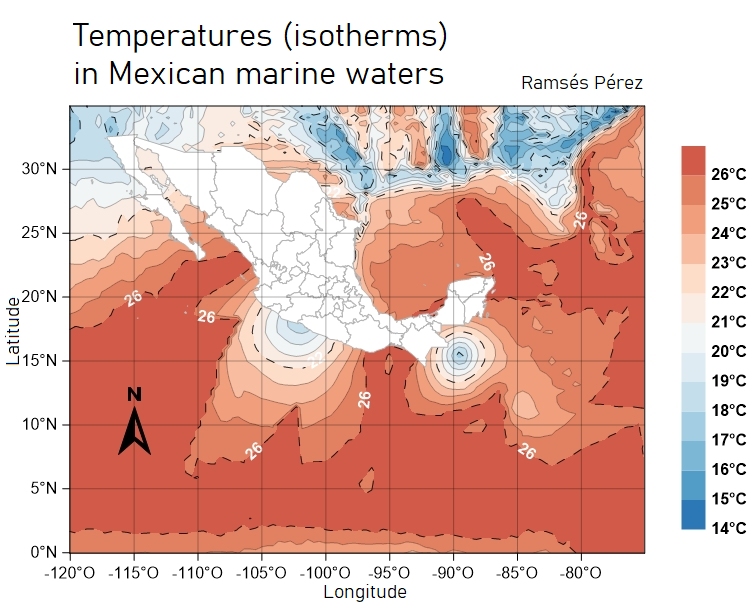 Temperatures (isotherms)
in Mexican marine waters
Ramsés Pérez
30°N
25°N
20°N
15°N
10°N
5°N
0°N
Latitude
-120°O -115°O -110°O -105°O -100°O -95°O -90°O -85°O -80°O
Longitude
26
26
26
26
26
26
26
22
N
26°C
25°C
24°C
23°C
22°C
21°C
20°C
19°C
18°C
17°C
16°C
15°C
14°C